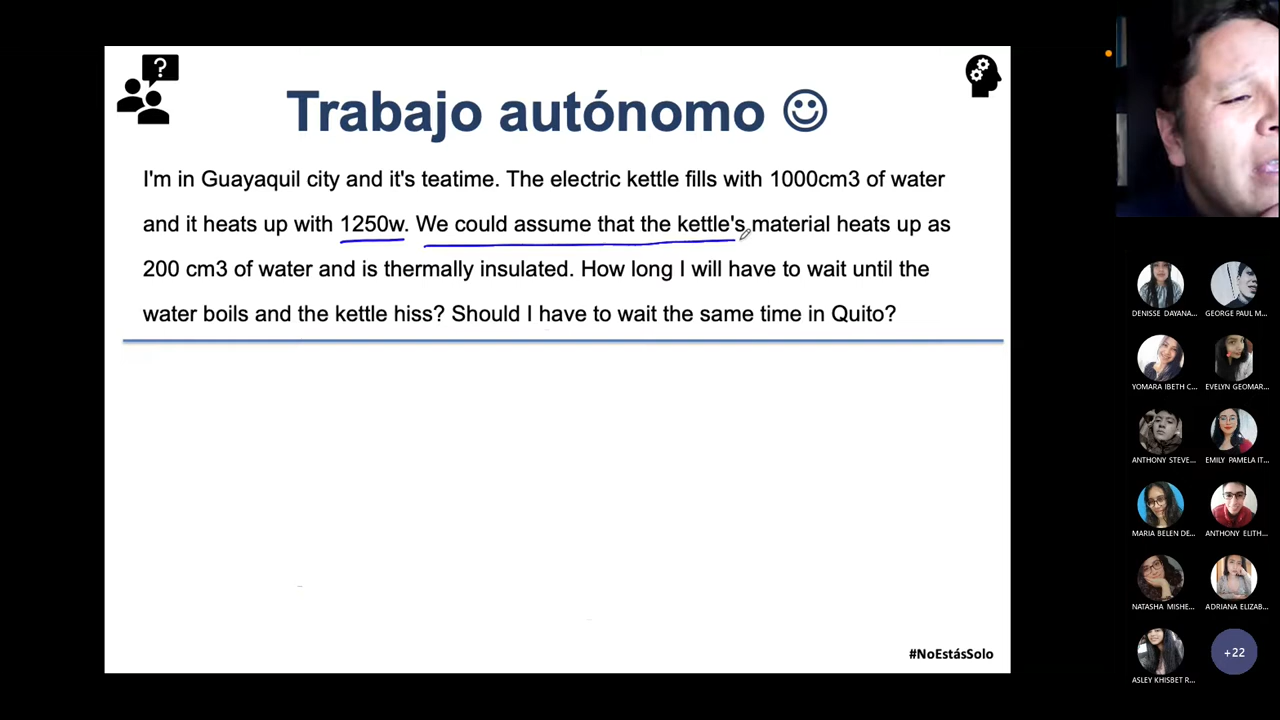 ?
Trabajo autónomo ☺
I'm in Guayaquil city and it's teatime. The electric kettle fills with 1000cm3 of water
and it heats up with 1250w. We could assume that the kettle's material heats up as
200 cm3 of water and is thermally insulated. How long I will have to wait until the
water boils and the kettle hiss? Should I have to wait the same time in Quito?
#NoEstásSolo
DENISSE DAYANA...
GEORGE PAUL M...
YOMARA IBETH C...
EVELYN GEOMAR...
ANTHONY STEVE...
EMILY PAMELA IT...
MARIA BELEN DE...
ANTHONY ELITH...
NATASHA MISHE...
ADRIANA ELIZAB...
ASLEY KHISBET R...
+22